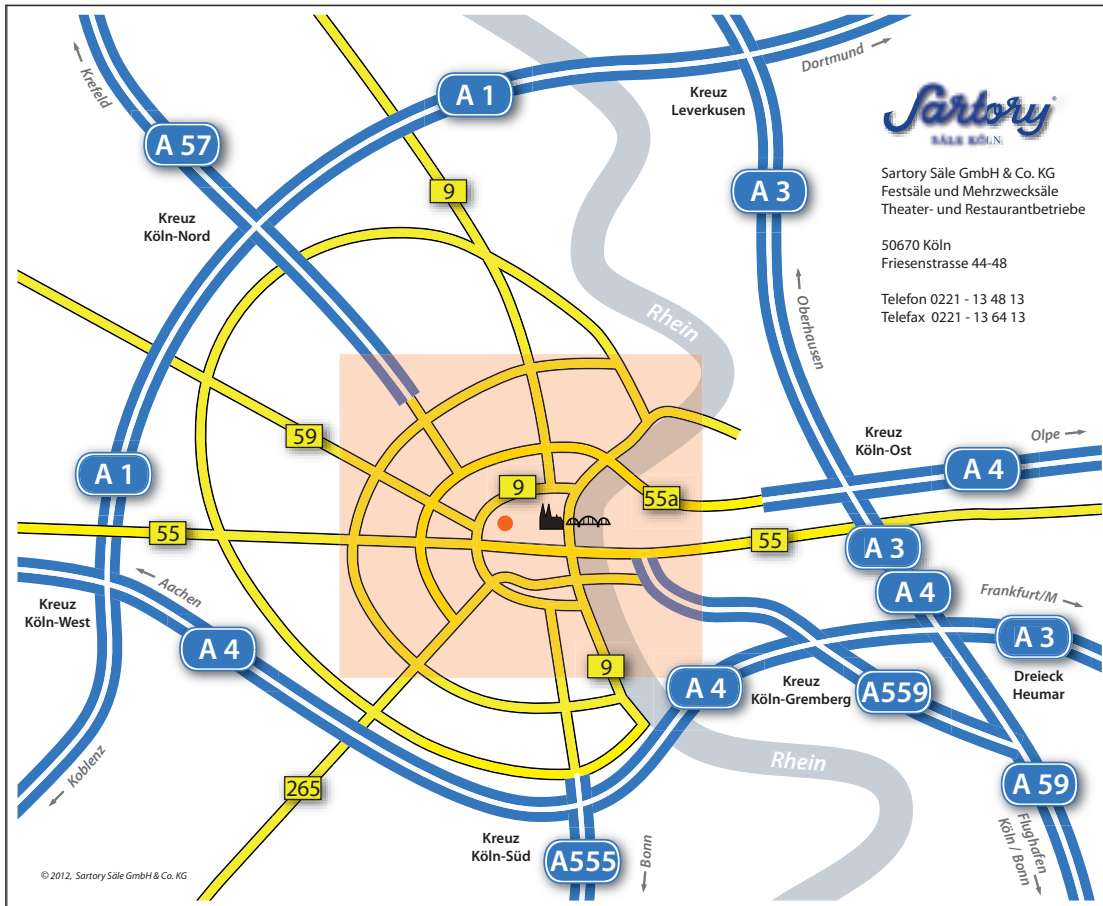 Krefeld
A 57
A 1
Kreuz
Leverkusen
Dortmund
Sartory
SÄLE KÖLN
Sartory Säle GmbH & Co. KG
Festsäle und Mehrzwecksäle
Theater- und Restaurantbetriebe
50670 Köln
Friesenstrasse 44-48
Telefon 0221 - 13 48 13
Telefax 0221 - 13 64 13
A 3
9
Kreuz
Köln-Nord
Rhein
Oberhausen
59
Kreuz
Köln-Ost
Olpe
A 4
A 1
9
55a
55
55
A 3
Aachen
Kreuz
Köln-West
A 4
A 4
Frankfurt/M
A 3
Dreieck
Heumar
9
A 4
Kreuz
Köln-Gremberg
A559
Koblenz
265
Rhein
A 59
Kreuz
Köln-Süd
A555
Bonn
Flughafen
Köln / Bonn
© 2012, Sartory Säle GmbH & Co. KG